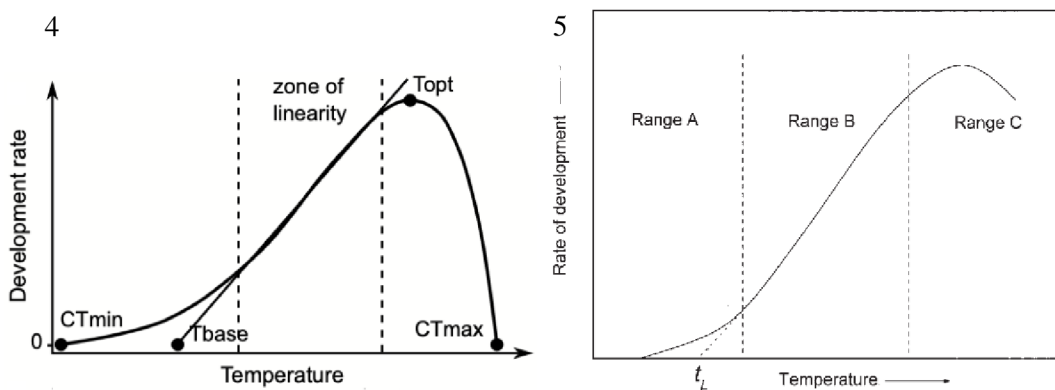 4
zone of
linearity
Topt
Development rate
CTmin
Tbase
CTmax
0
Temperature
5
Range A
Range B
Range C
Rate of development
t_L
Temperature